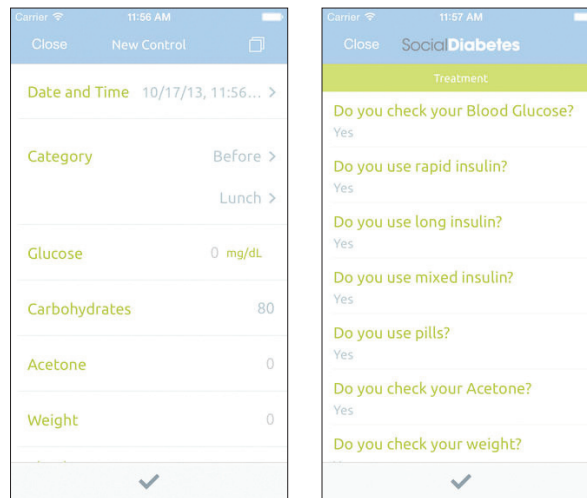 Carrier 11:56 AM
Close New Control
Date and Time 10/17/13, 11:56... >
Category Before >
Lunch >
Glucose 0 mg/dL
Carbohydrates 80
Acetone 0
Weight 0
Carrier 11:57 AM
Close SocialDiabetes
Treatment
Do you check your Blood Glucose?
Yes
Do you use rapid insulin?
Yes
Do you use long insulin?
Yes
Do you use mixed insulin?
Yes
Do you use pills?
Yes
Do you check your Acetone?
Yes
Do you check your weight?